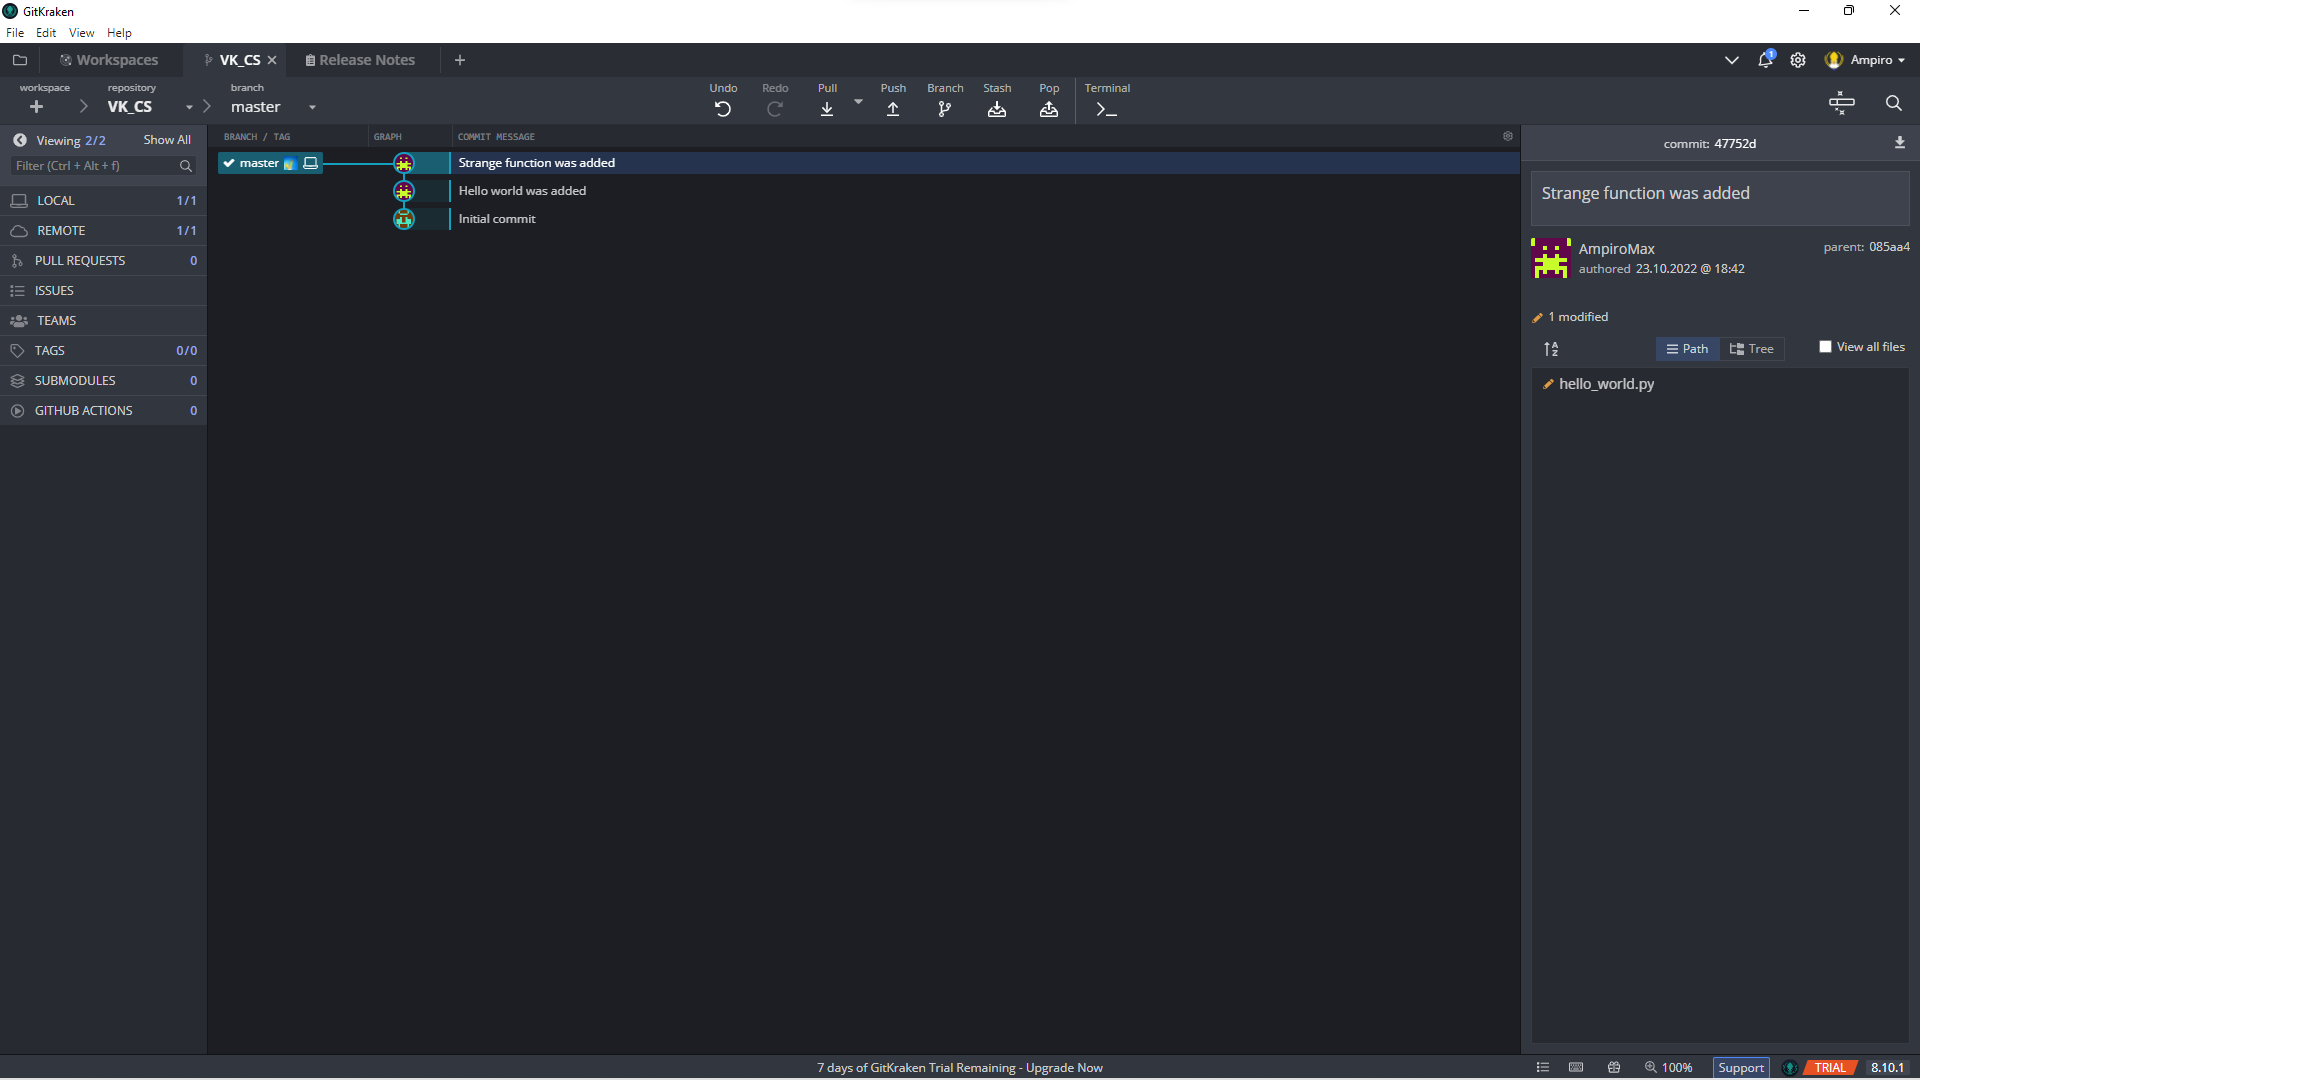 GitKraken
File Edit View Help
Workspaces VK_CS Release Notes 1 Ampiro
workspace repository branch
VK_CS master
Undo Redo Pull Push Branch Stash Pop Terminal
Viewing 2/2 Show All
Filter (Ctrl + Alt + f)
LOCAL 1/1
REMOTE 1/1
PULL REQUESTS 0
ISSUES
TEAMS
TAGS 0/0
SUBMODULES 0
GITHUB ACTIONS 0
BRANCH / TAG GRAPH COMMIT MESSAGE
master Strange function was added
Hello world was added
Initial commit
commit: 47752d
Strange function was added
AmpiroMax parent: 085aa4
authored 23.10.2022 @ 18:42
1 modified
A Z Path Tree View all files
hello_world.py
7 days of GitKraken Trial Remaining - Upgrade Now 100% Support TRIAL 8.10.1